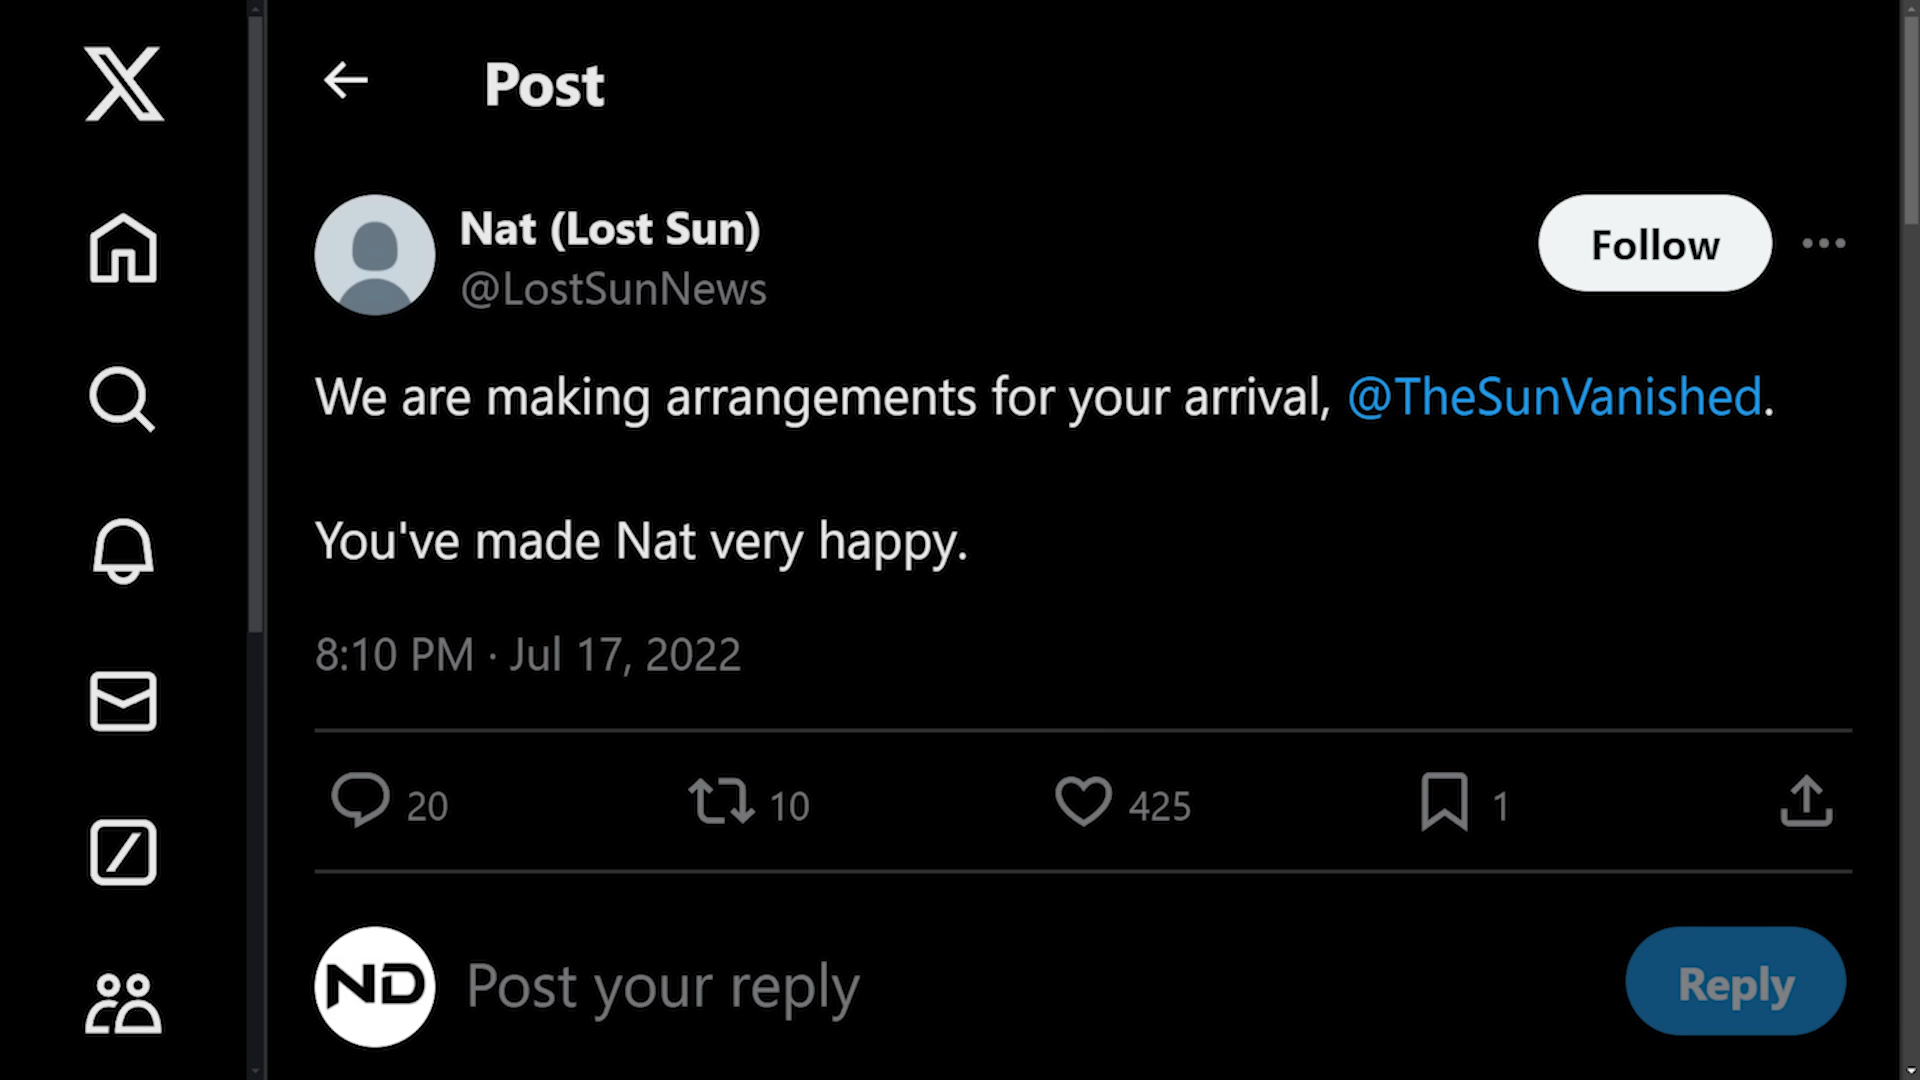 Post
Nat (Lost Sun)
@LostSunNews
Follow
We are making arrangements for your arrival, @TheSunVanished.
You've made Nat very happy.
8:10 PM · Jul 17, 2022
20 10 425 1
ND
Post your reply
Reply